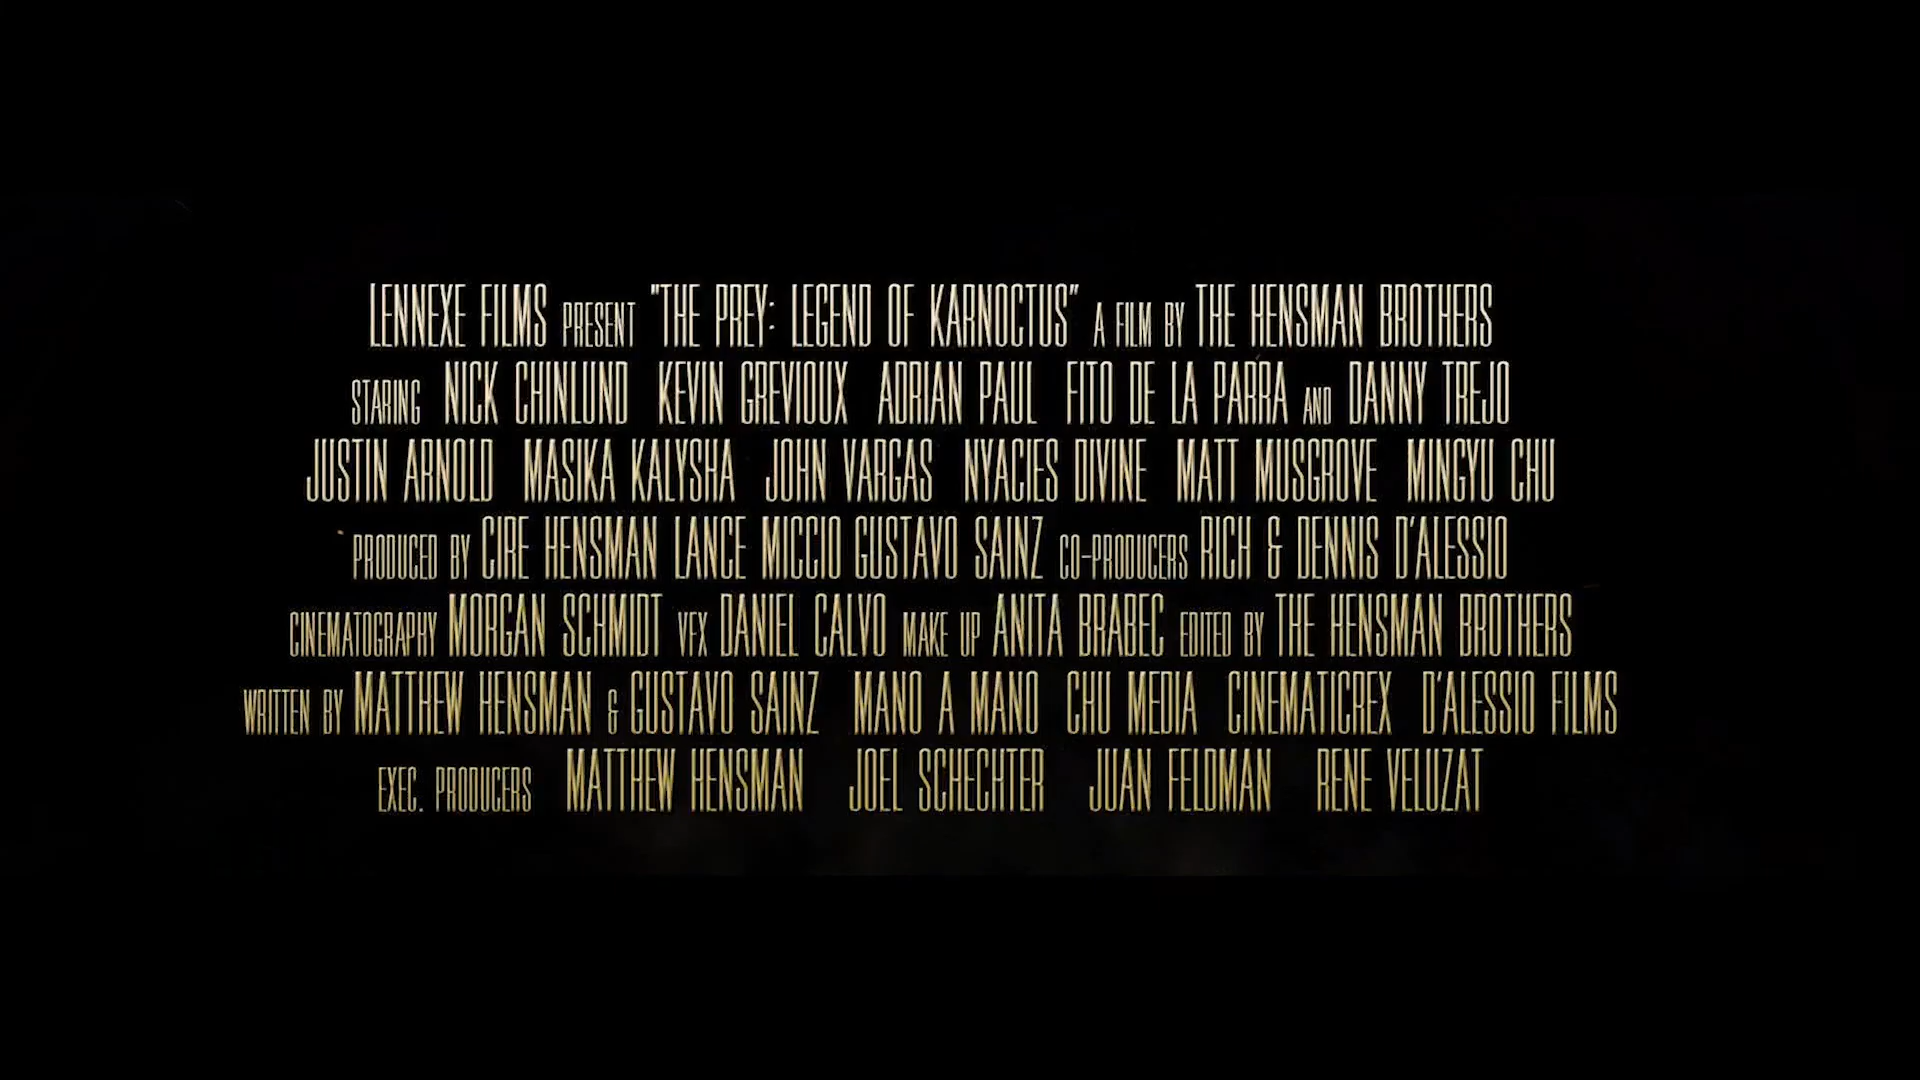 LENNEXE FILMS PRESENT "THE PREY: LEGEND OF KARNOCTUS" A FILM BY THE HENSMAN BROTHERS
STARING NICK CHINLUND KEVIN GREVIOUX ADRIAN PAUL FITO DE LA PARRA AND DANNY TREJO
JUSTIN ARNOLD MASIKA KALYSHA JOHN VARGAS NYACIES DIVINE MATT MUSGROVE MINGYU CHU
PRODUCED BY CIRE HENSMAN LANCE MICCIO GUSTAVO SAINZ CO-PRODUCERS RICH & DENNIS D'ALESSIO
CINEMATOGRAPHY MORGAN SCHMIDT VFX DANIEL CALVO MAKE UP ANITA BRABEC EDITED BY THE HENSMAN BROTHERS
WRITTEN BY MATTHEW HENSMAN & GUSTAVO SAINZ MANO A MANO CHU MEDIA CINEMATICREX D'ALESSIO FILMS
EXEC. PRODUCERS MATTHEW HENSMAN JOEL SCHECHTER JUAN FELDMAN RENE VELUZAT